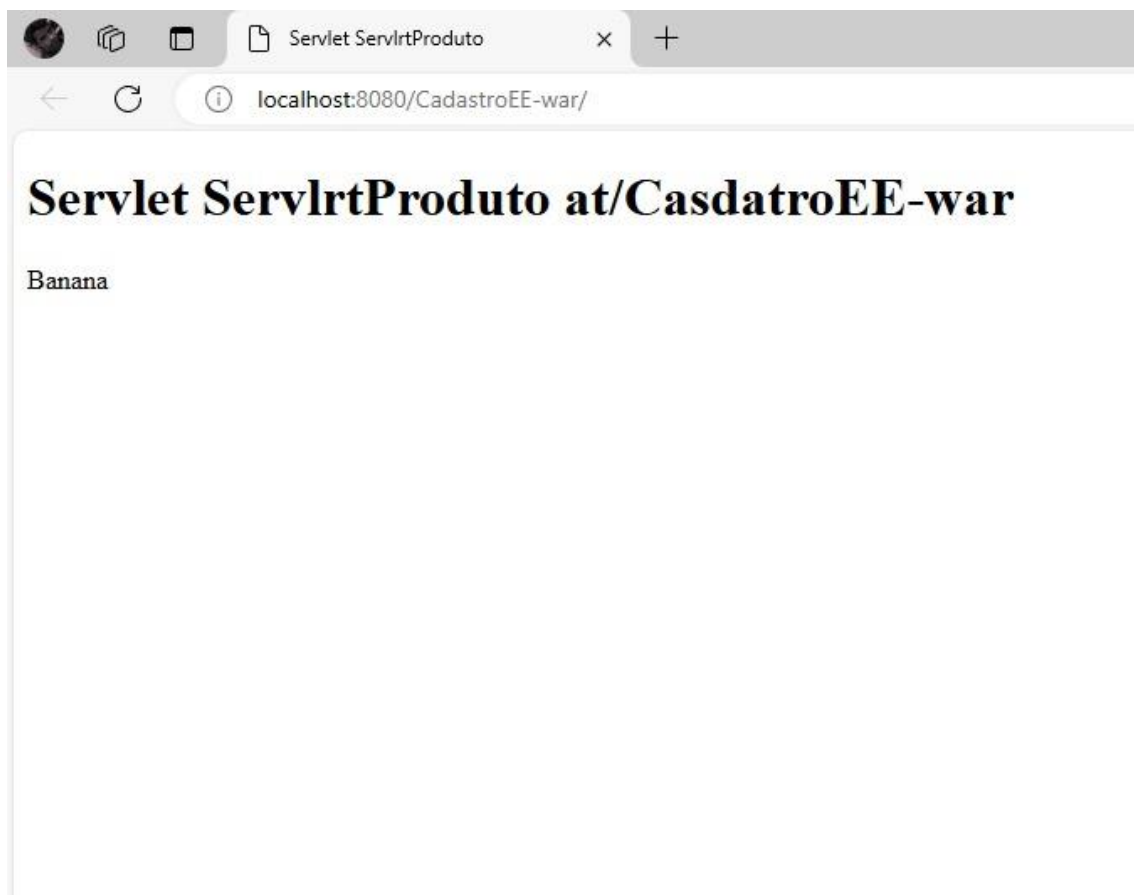 Servlet ServlrtProduto
localhost:8080/CadastroEE-war/
Servlet ServlrtProduto at/CasdatroEE-war
Banana